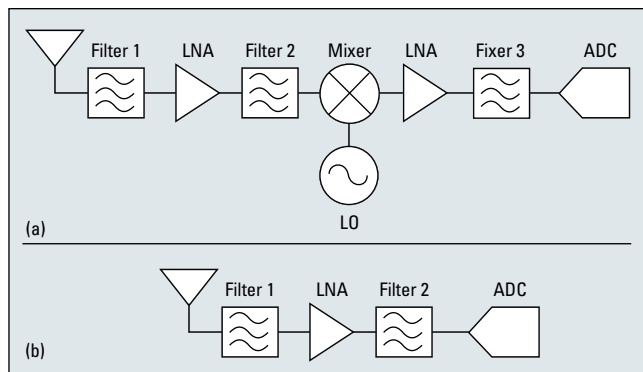 Filter 1 LNA Filter 2 Mixer LNA Fixer 3 ADC
LO
(a)
Filter 1 LNA Filter 2 ADC
(b)